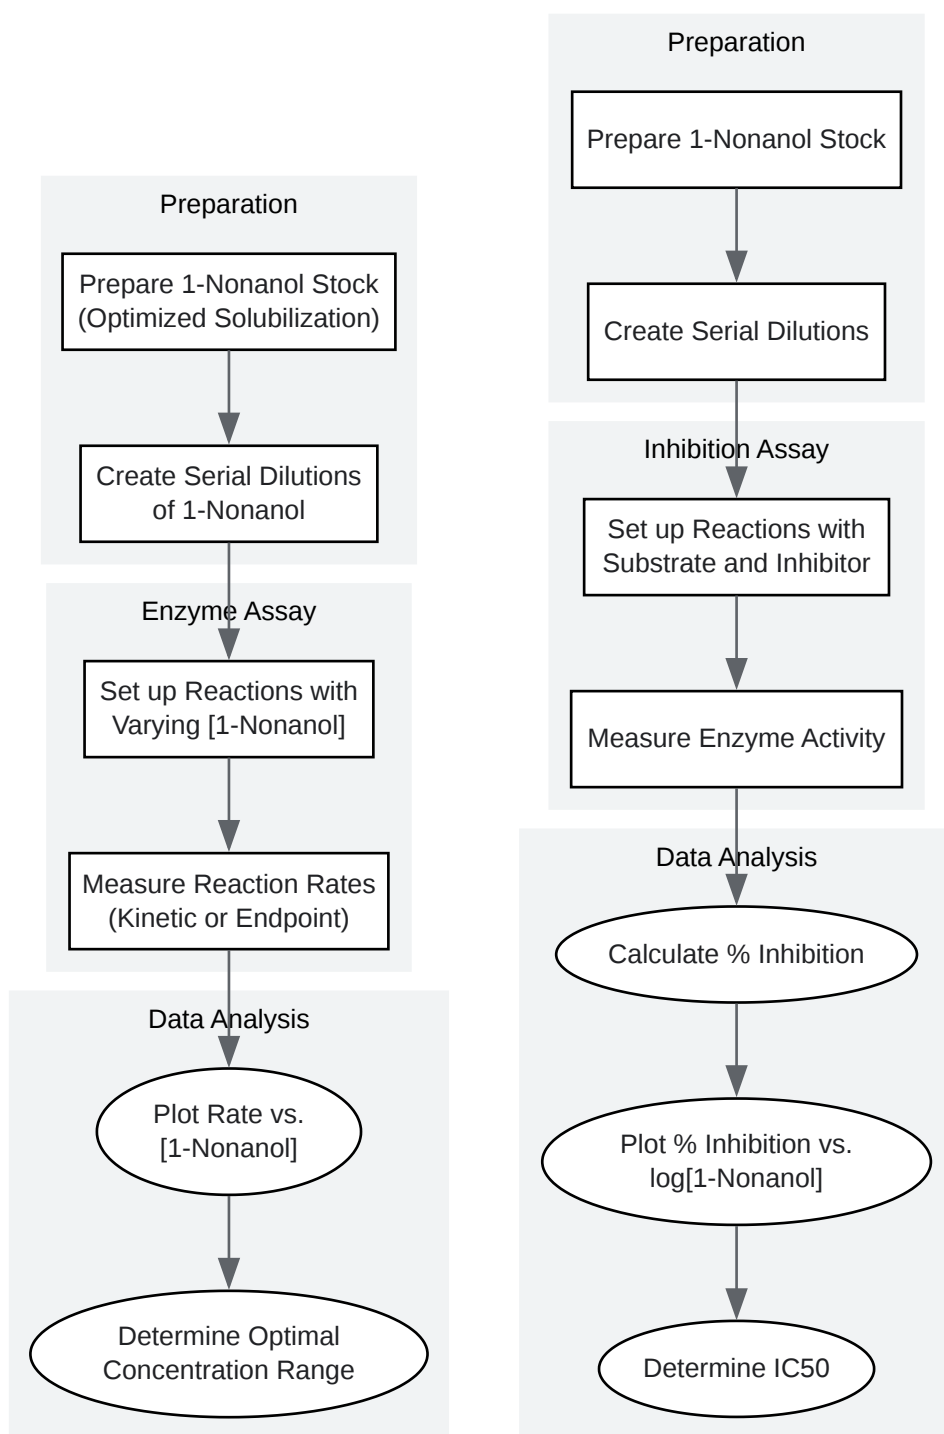 Preparation
Prepare 1-Nonanol Stock
(Optimized Solubilization)
Create Serial Dilutions
of 1-Nonanol
Enzyme Assay
Set up Reactions with
Varying [1-Nonanol]
Measure Reaction Rates
(Kinetic or Endpoint)
Data Analysis
Plot Rate vs.
[1-Nonanol]
Determine Optimal
Concentration Range
Preparation
Prepare 1-Nonanol Stock
Create Serial Dilutions
Inhibition Assay
Set up Reactions with
Substrate and Inhibitor
Measure Enzyme Activity
Data Analysis
Calculate % Inhibition
Plot % Inhibition vs.
log[1-Nonanol]
Determine IC50